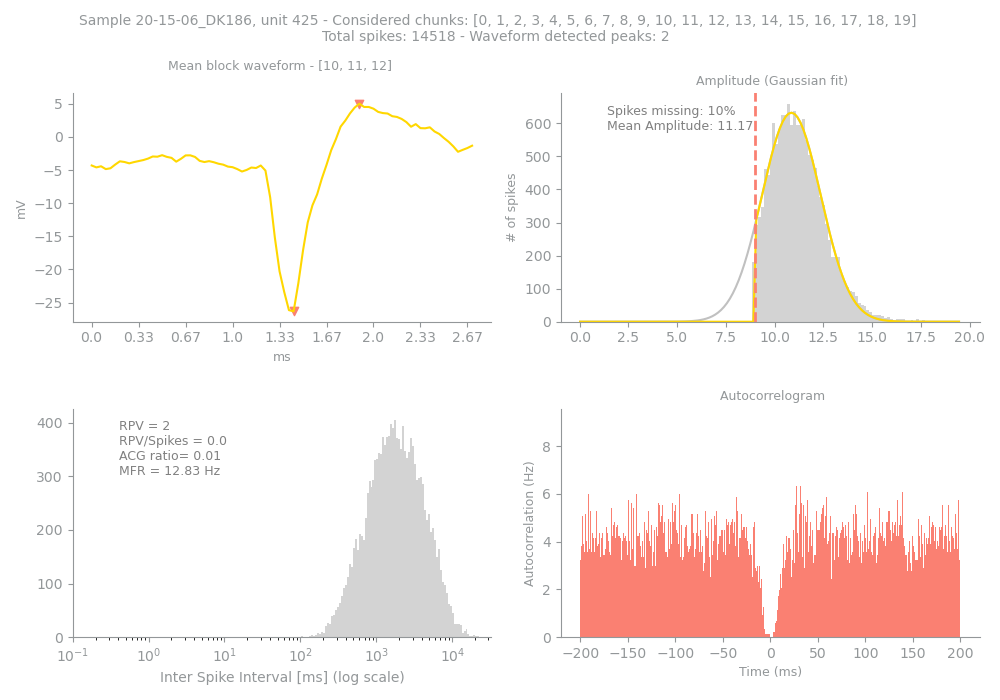 Sample 20-15-06_DK186, unit 425 - Considered chunks: [0, 1, 2, 3, 4, 5, 6, 7, 8, 9, 10, 11, 12, 13, 14, 15, 16, 17, 18, 19]
Total spikes: 14518 - Waveform detected peaks: 2
Mean block waveform - [10, 11, 12]
5
0
−5
−10
−15
−20
−25
mV
0.0 0.33 0.67 1.0 1.33 1.67 2.0 2.33 2.67
ms
Amplitude (Gaussian fit)
Spikes missing: 10%
Mean Amplitude: 11.17
600
500
400
300
200
100
0
# of spikes
0.0 2.5 5.0 7.5 10.0 12.5 15.0 17.5 20.0
RPV = 2
RPV/Spikes = 0.0
ACG ratio= 0.01
MFR = 12.83 Hz
400
300
200
100
0
10⁻¹ 10⁰ 10¹ 10² 10³ 10⁴
Inter Spike Interval [ms] (log scale)
Autocorrelogram
8
6
4
2
0
Autocorrelation (Hz)
−200 −150 −100 −50 0 50 100 150 200
Time (ms)